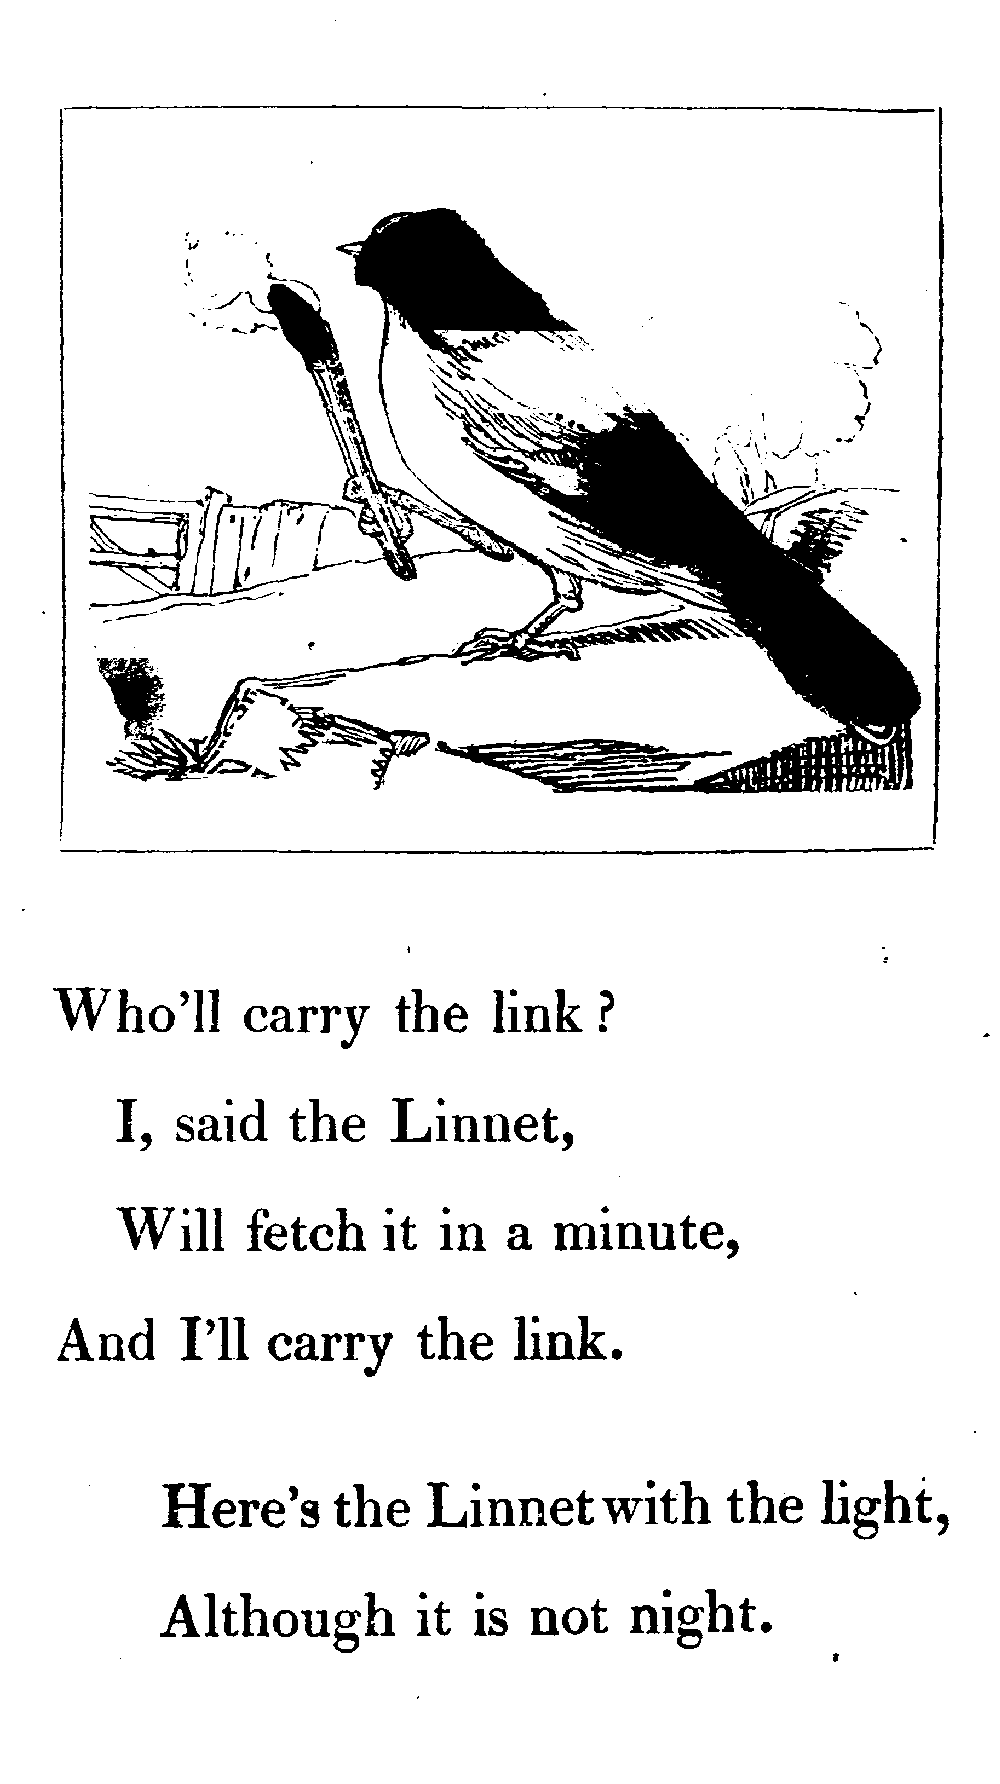 Who'll carry the link ?
I, said the Linnet,
Will fetch it in a minute,
And I'll carry the link.
Here's the Linnet with the light,
Although it is not night.